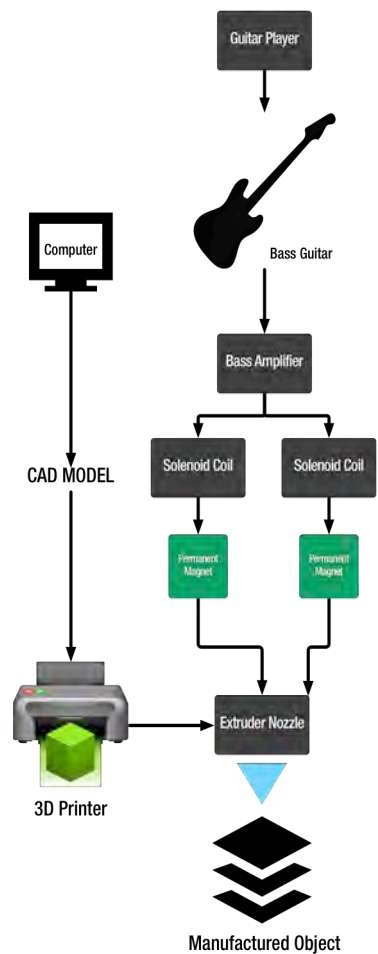 Guitar Player
Bass Guitar
Computer
Bass Amplifier
Solenoid Coil
Solenoid Coil
CAD MODEL
Permanent
Magnet
Permanent
Magnet
Extruder Nozzle
3D Printer
Manufactured Object